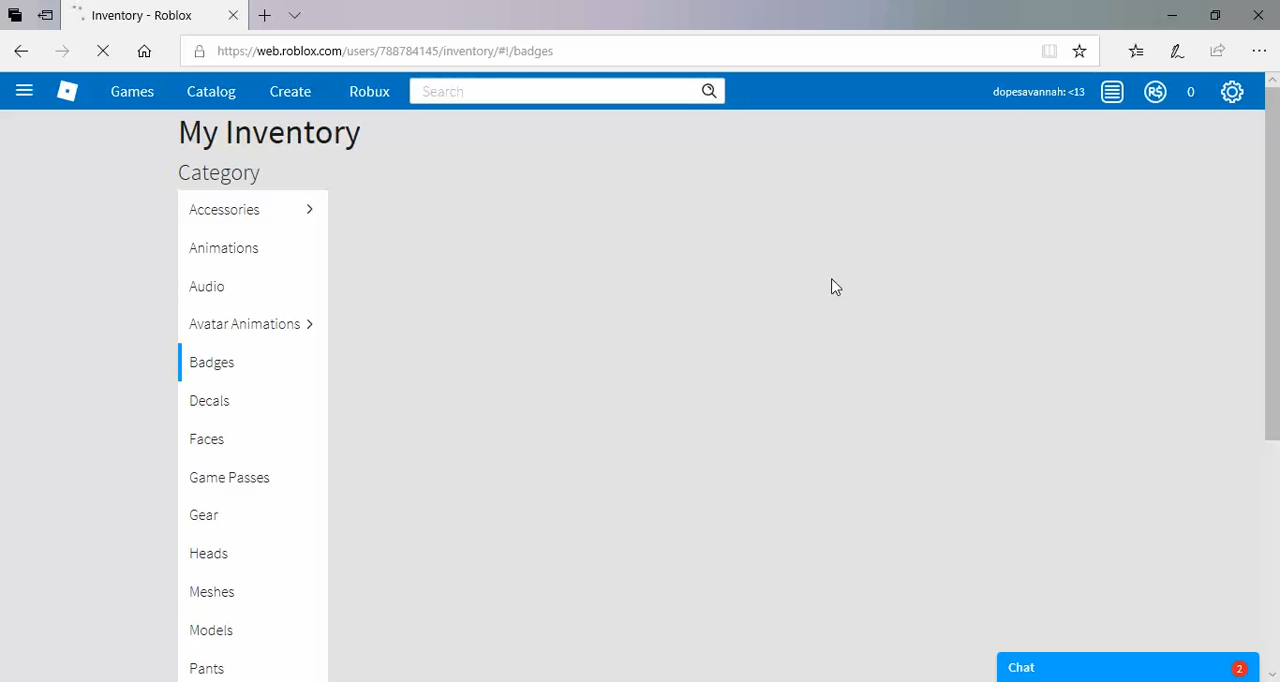 Inventory - Roblox
https://web.roblox.com/users/788784145/inventory/#!/badges
Games Catalog Create Robux Search dopesavannah: <13 R$ 0
My Inventory
Category
Accessories
Animations
Audio
Avatar Animations
Badges
Decals
Faces
Game Passes
Gear
Heads
Meshes
Models
Pants
Chat 2